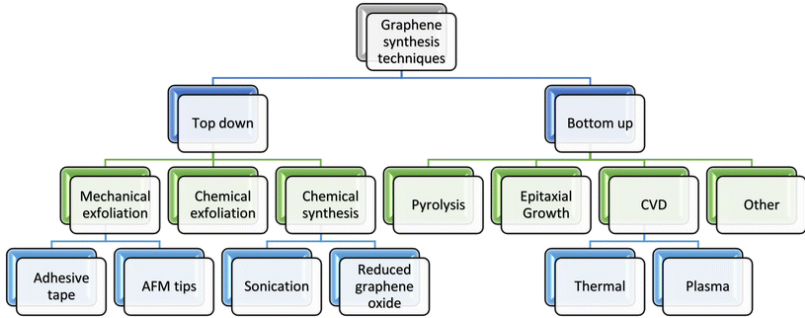 Graphene
synthesis
techniques
Top down
Bottom up
Mechanical
exfoliation
Chemical
exfoliation
Chemical
synthesis
Pyrolysis
Epitaxial
Growth
CVD
Other
Adhesive
tape
AFM tips
Sonication
Reduced
graphene
oxide
Thermal
Plasma